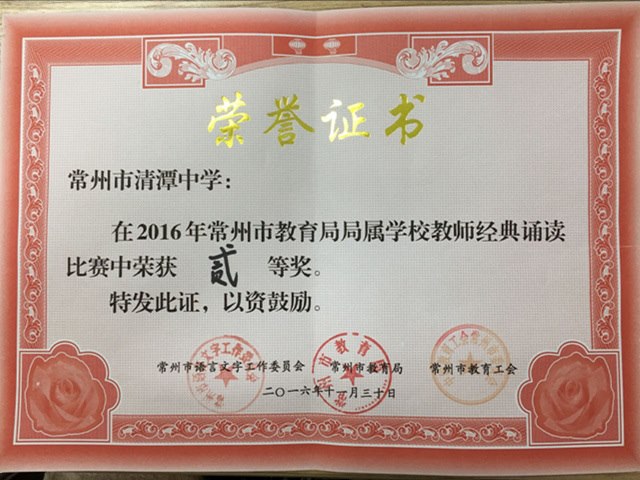 荣誉证书
常州市清潭中学：
在2016年常州市教育局局属学校教师经典诵读
比赛中荣获 贰 等奖。
特发此证，以资鼓励。
常州市语言文字工作委员会 常州市教育局 常州市教育工会
二〇一六年十一月三十日